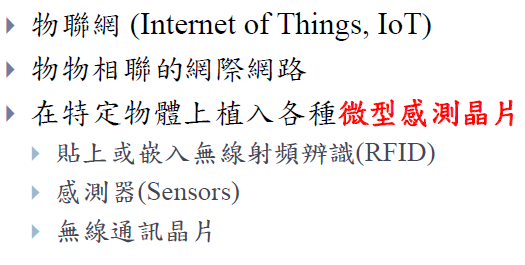 物聯網 (Internet of Things, IoT)
物物相聯的網際網路
在特定物體上植入各種微型感測晶片
貼上或嵌入無線射頻辨識(RFID)
感測器(Sensors)
無線通訊晶片